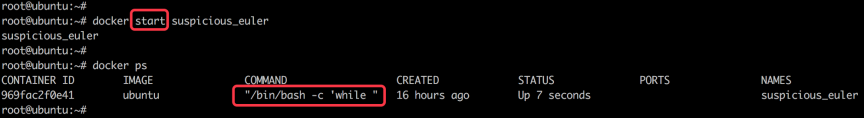 root@ubuntu:~#
root@ubuntu:~# docker start suspicious_euler
suspicious_euler
root@ubuntu:~#
root@ubuntu:~# docker ps
CONTAINER ID IMAGE COMMAND CREATED STATUS PORTS NAMES
969fac2f0e41 ubuntu "/bin/bash -c 'while " 16 hours ago Up 7 seconds suspicious_euler
root@ubuntu:~#